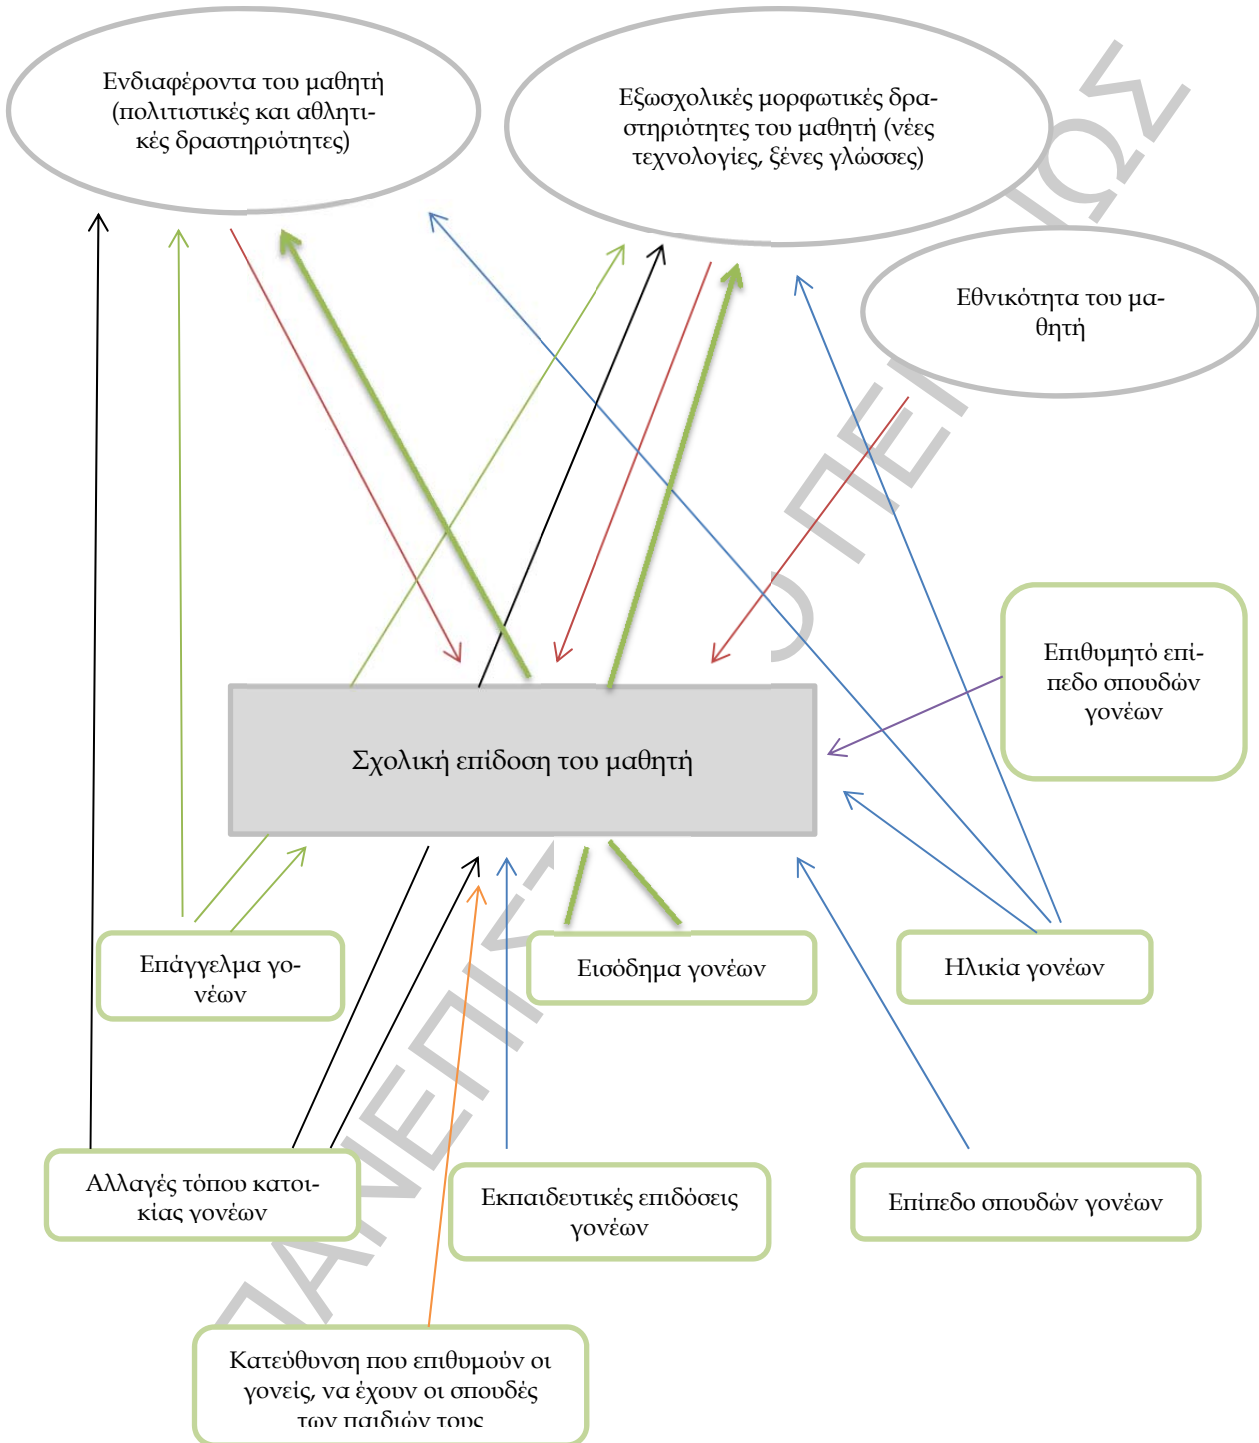 Ενδιαφέροντα του μαθητή
(πολιτιστικές και αθλητι-
κές δραστηριότητες)
Εξωσχολικές μορφωτικές δρα-
στηριότητες του μαθητή (νέες
τεχνολογίες, ξένες γλώσσες)
Εθνικότητα του μα-
θητή
Επιθυμητό επί-
πεδο σπουδών
γονέων
Σχολική επίδοση του μαθητή
Επάγγελμα γο-
νέων
Εισόδημα γονέων
Ηλικία γονέων
Αλλαγές τόπου κατοι-
κίας γονέων
Εκπαιδευτικές επιδόσεις
γονέων
Επίπεδο σπουδών γονέων
Κατεύθυνση που επιθυμούν οι
γονείς, να έχουν οι σπουδές
των παιδιών τους